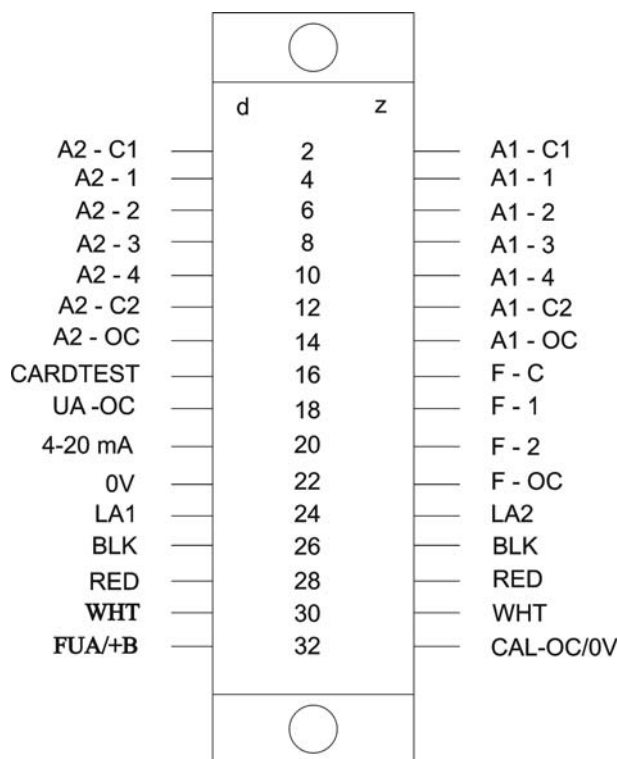 d z
A2 - C1 2 A1 - C1
A2 - 1 4 A1 - 1
A2 - 2 6 A1 - 2
A2 - 3 8 A1 - 3
A2 - 4 10 A1 - 4
A2 - C2 12 A1 - C2
A2 - OC 14 A1 - OC
CARDTEST 16 F - C
UA -OC 18 F - 1
4-20 mA 20 F - 2
0V 22 F - OC
LA1 24 LA2
BLK 26 BLK
RED 28 RED
WHT 30 WHT
FUA/+B 32 CAL-OC/0V